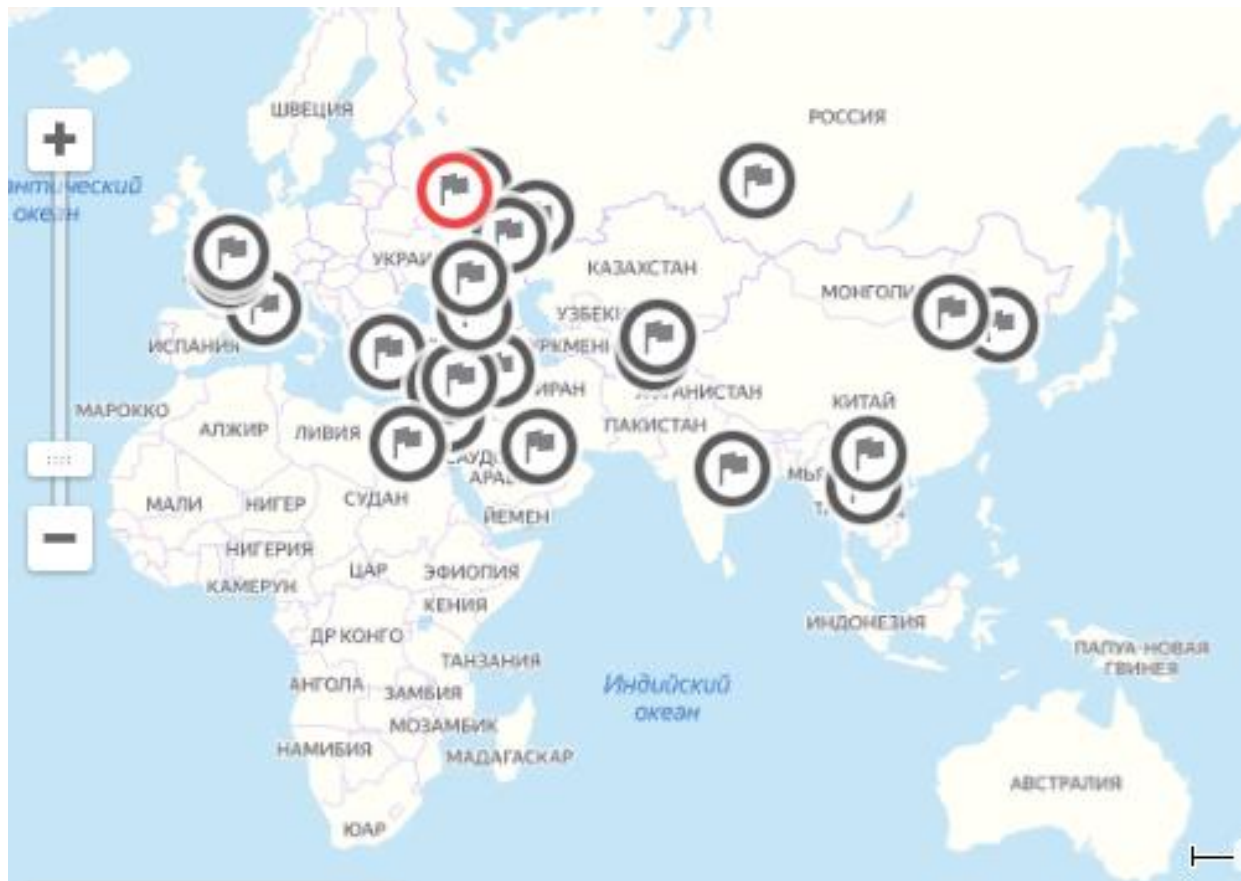 ШВЕЦИЯ
РОССИЯ
океан
УКРАИ
КАЗАХСТАН
МОНГОЛИ
УЗБЕКИ
ИСПАНИЯ
ИРАН
МАРОККО
АЛЖИР
ЛИВИЯ
КИТАЙ
ПАКИСТАН
МАЛИ
НИГЕР
СУДАН
ЙЕМЕН
НИГЕРИЯ
КАМЕРУН
ЦАР
ЭФИОПИЯ
КЕНИЯ
ДР КОНГО
ИНДОНЕЗИЯ
ТАНЗАНИЯ
ПАПУА-НОВАЯ
ГВИНЕЯ
АНГОЛА
ЗАМБИЯ
Индийский
океан
МОЗАМБИК
НАМИБИЯ
МАДАГАСКАР
АВСТРАЛИЯ
ЮАР